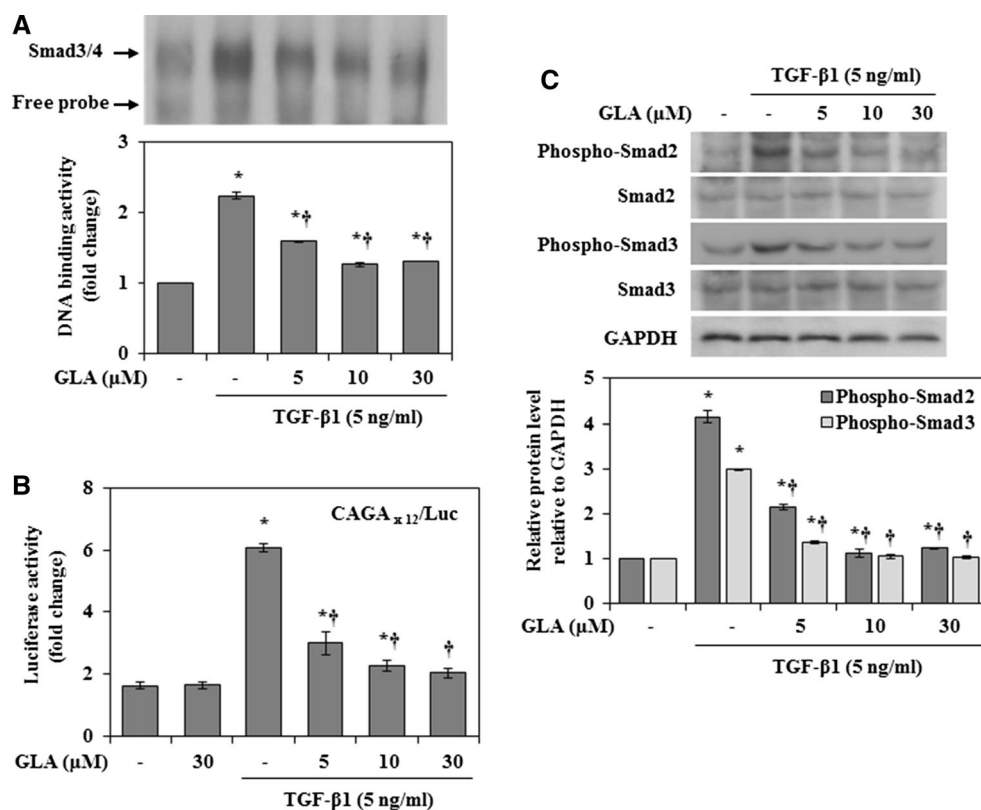 A
Smad3/4
Free probe
3
2
1
0
DNA binding activity
(fold change)
*
*†
*†
*†
GLA (µM)
- - 5 10 30
TGF-β1 (5 ng/ml)
B
8
6
4
2
0
Luciferase activity
(fold change)
CAGA x 12/Luc
*
*†
*†
†
GLA (µM)
- 30 - 5 10 30
TGF-β1 (5 ng/ml)
C
TGF-β1 (5 ng/ml)
GLA (µM) - - 5 10 30
Phospho-Smad2
Smad2
Phospho-Smad3
Smad3
GAPDH
5
4
3
2
1
0
Relative protein level
relative to GAPDH
Phospho-Smad2
Phospho-Smad3
*
*
*†
*†
*†
†
*†
†
GLA (µM)
- - 5 10 30
TGF-β1 (5 ng/ml)